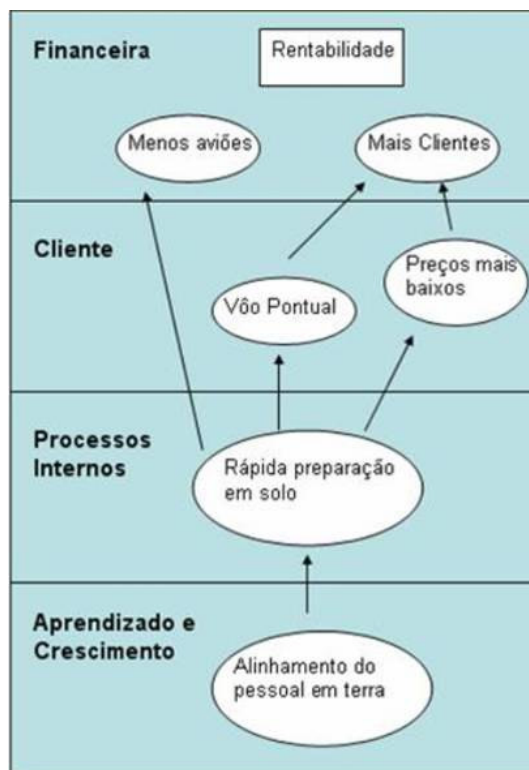 Financeira
Rentabilidade
Menos aviões
Mais Clientes
Cliente
Preços mais
baixos
Vôo Pontual
Processos
Internos
Rápida preparação
em solo
Aprendizado e
Crescimento
Alinhamento do
pessoal em terra